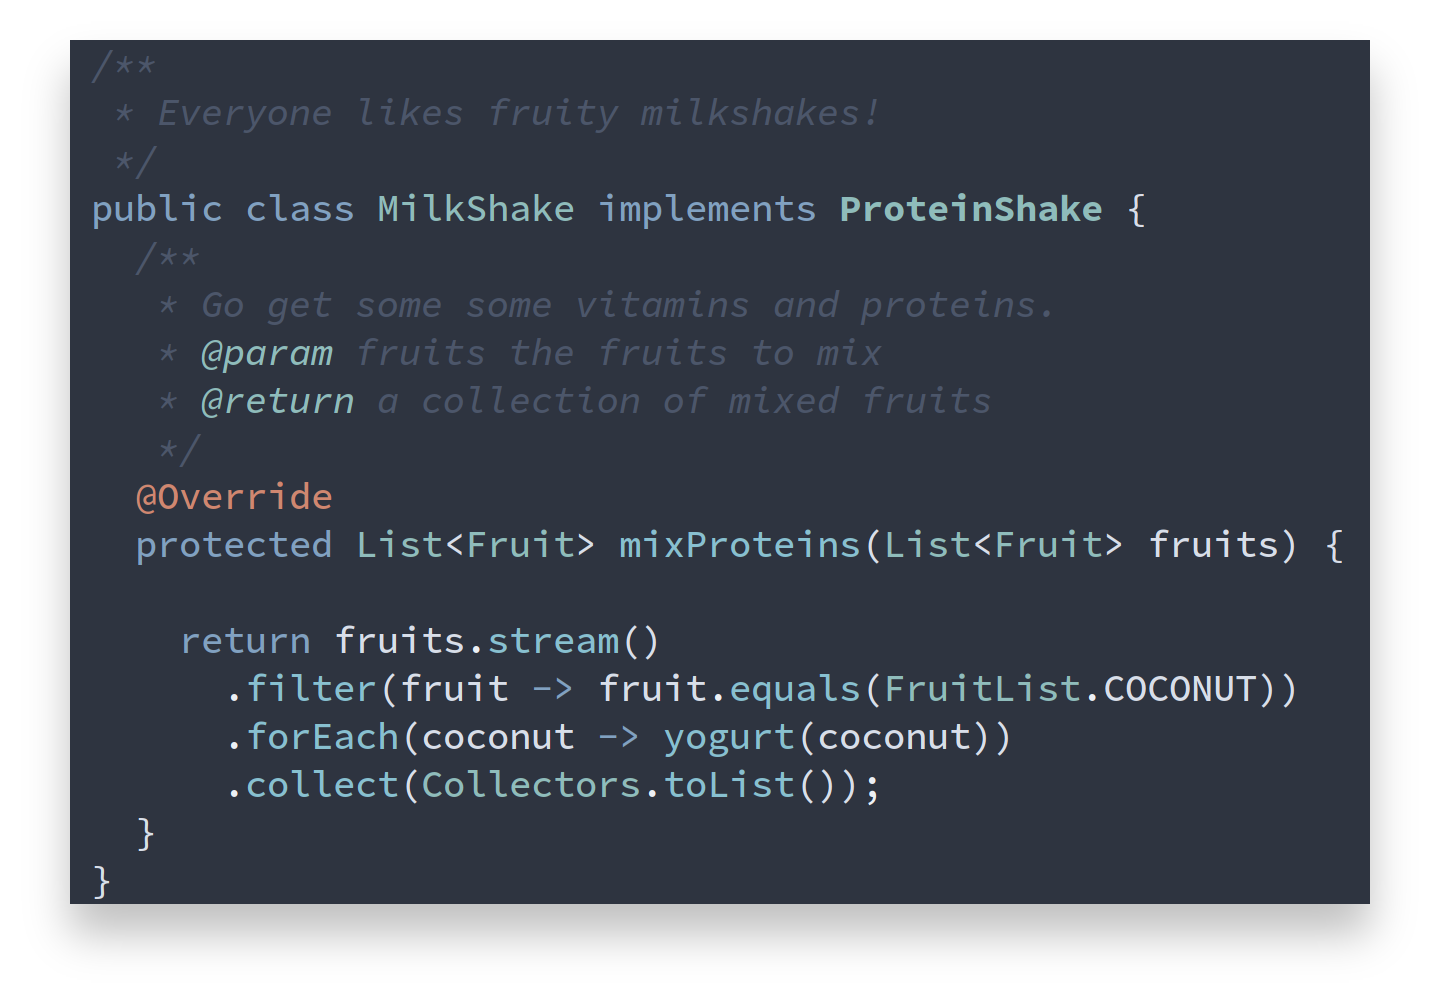 /**
 * Everyone likes fruity milkshakes!
 */
public class MilkShake implements ProteinShake {
  /**
   * Go get some some vitamins and proteins.
   * @param fruits the fruits to mix
   * @return a collection of mixed fruits
   */
  @Override
  protected List<Fruit> mixProteins(List<Fruit> fruits) {

    return fruits.stream()
      .filter(fruit -> fruit.equals(FruitList.COCONUT))
      .forEach(coconut -> yogurt(coconut))
      .collect(Collectors.toList());
  }
}